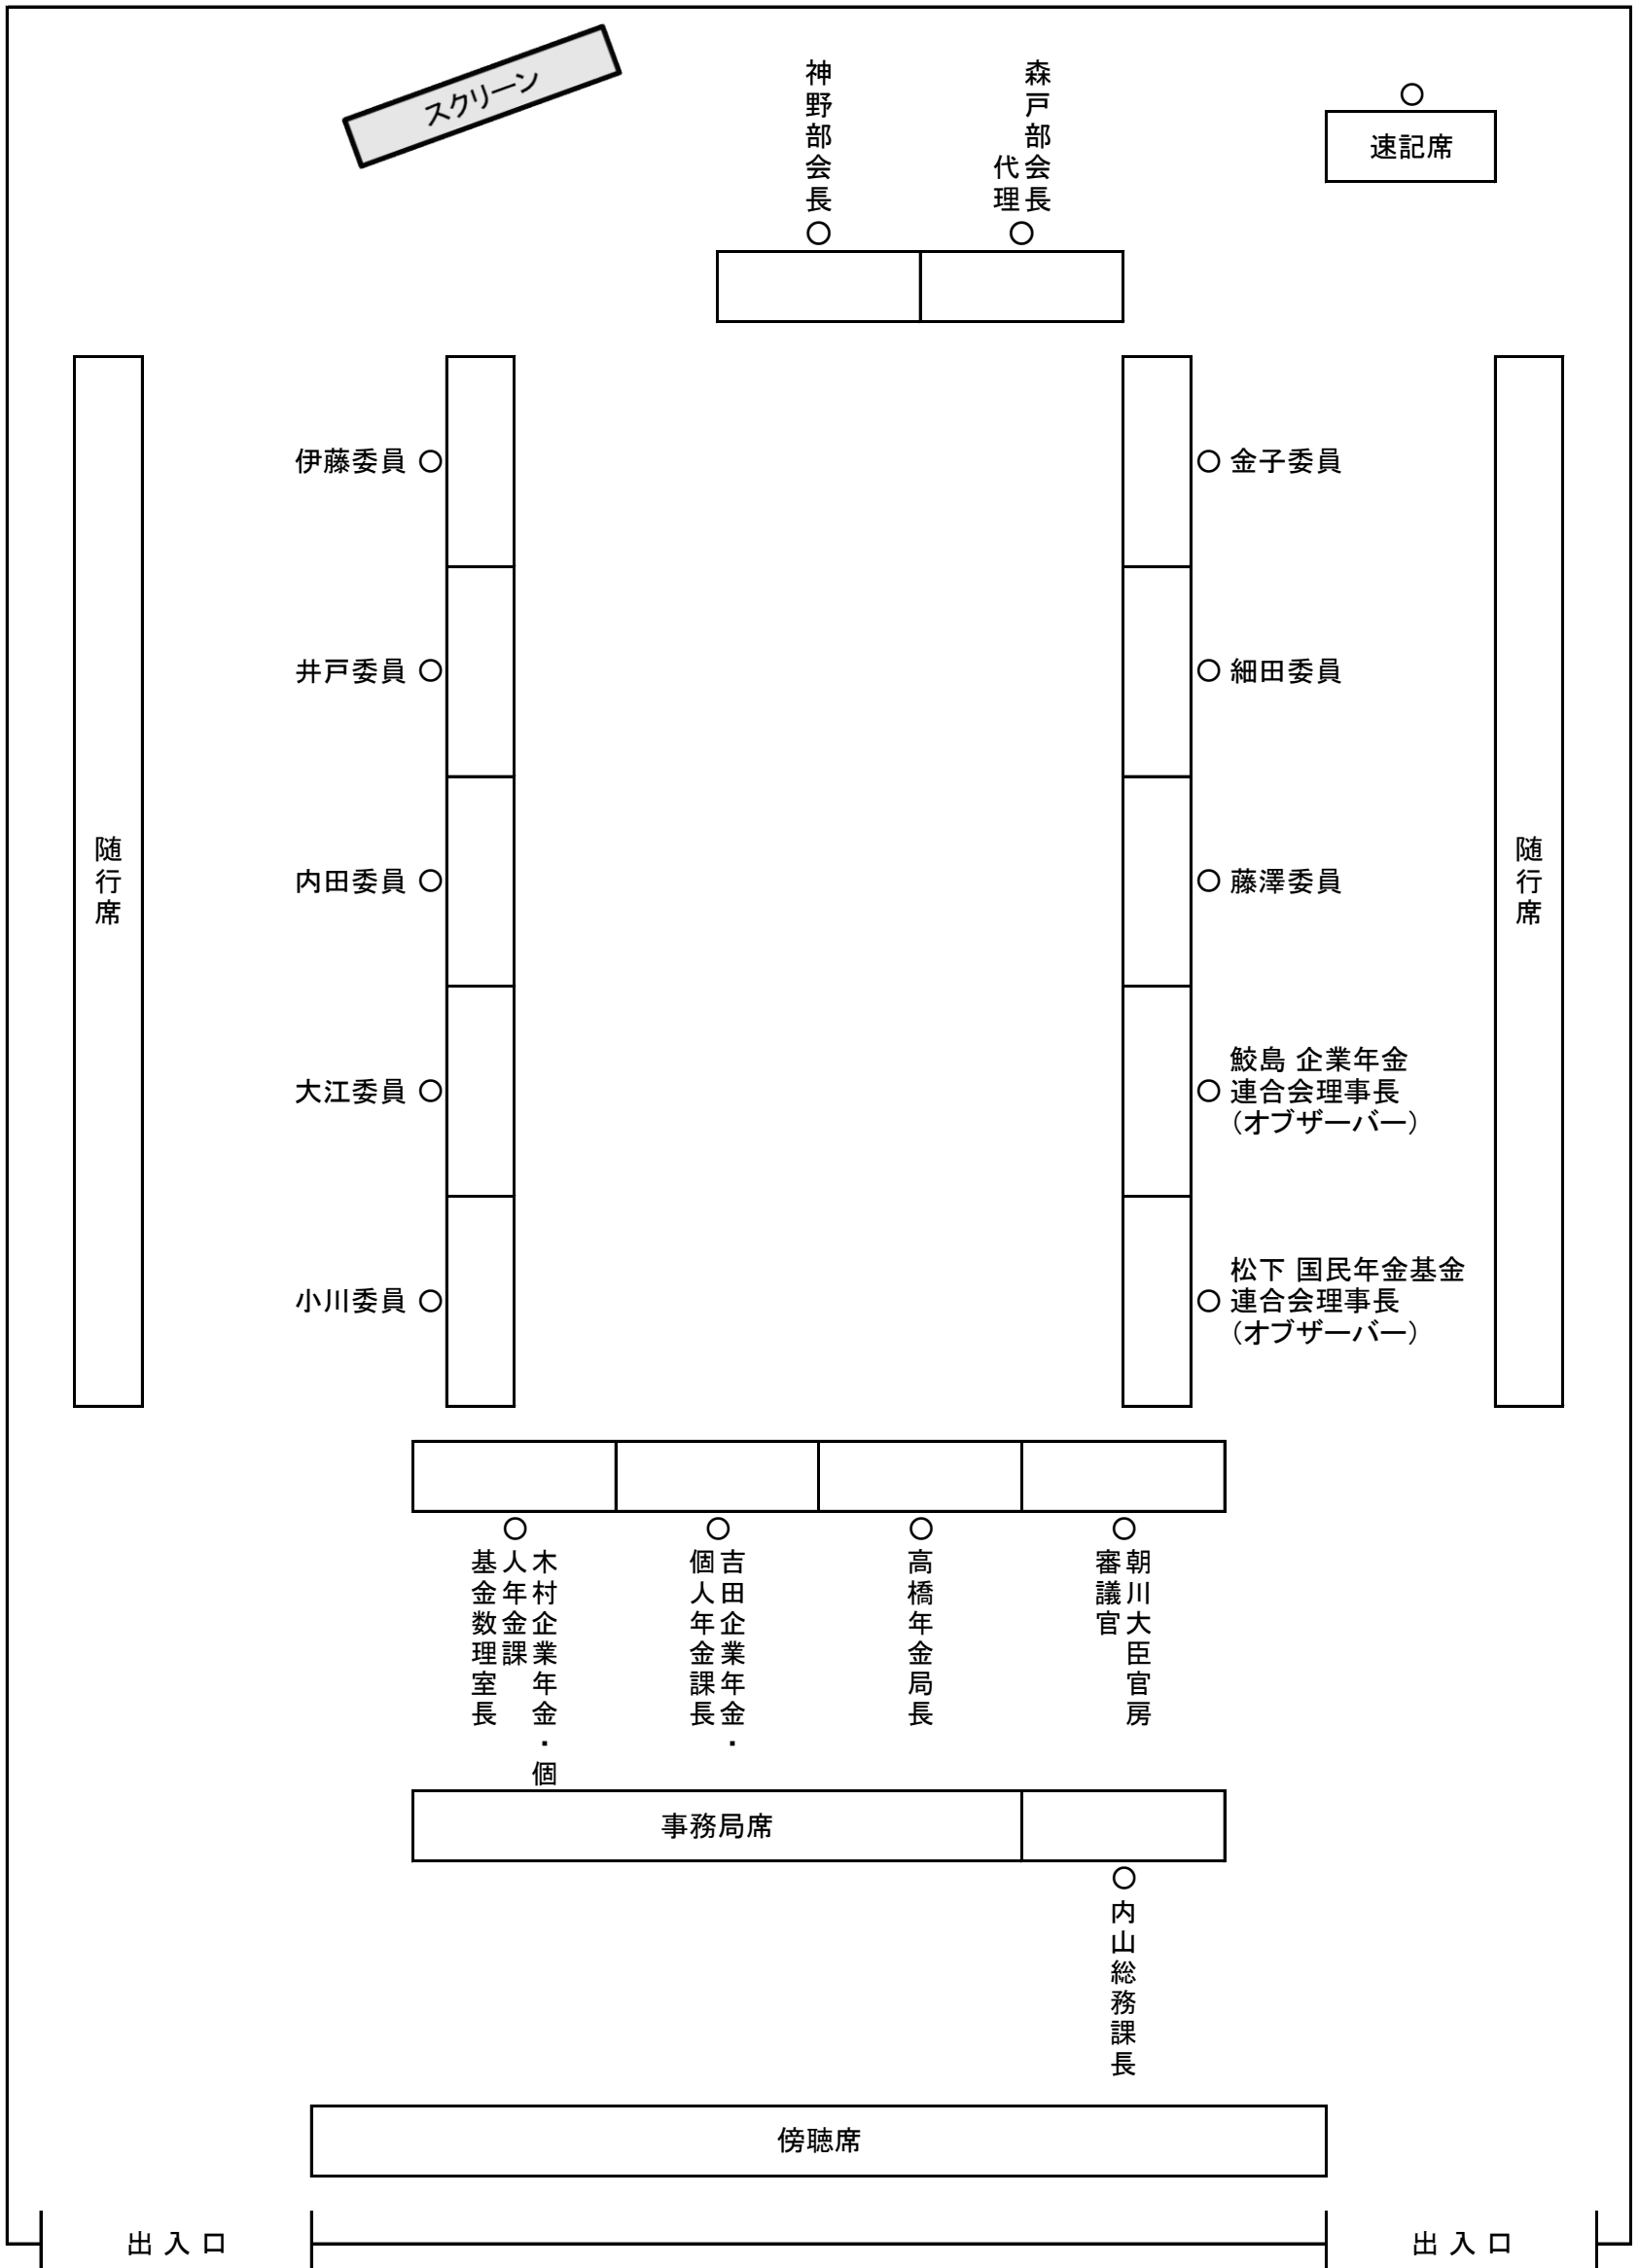 スクリーン
神野部会長
森戸部会長
代理
速記席
随行席
伊藤委員
井戸委員
内田委員
大江委員
小川委員
金子委員
細田委員
藤澤委員
鮫島 企業年金
連合会理事長
（オブザーバー）
松下 国民年金基金
連合会理事長
（オブザーバー）
随行席
木村企業年金・個
人年金課
基金数理室長
吉田企業年金・
個人年金課長
高橋年金局長
朝川大臣官房
審議官
事務局席
内山総務課長
傍聴席
出入口
出入口